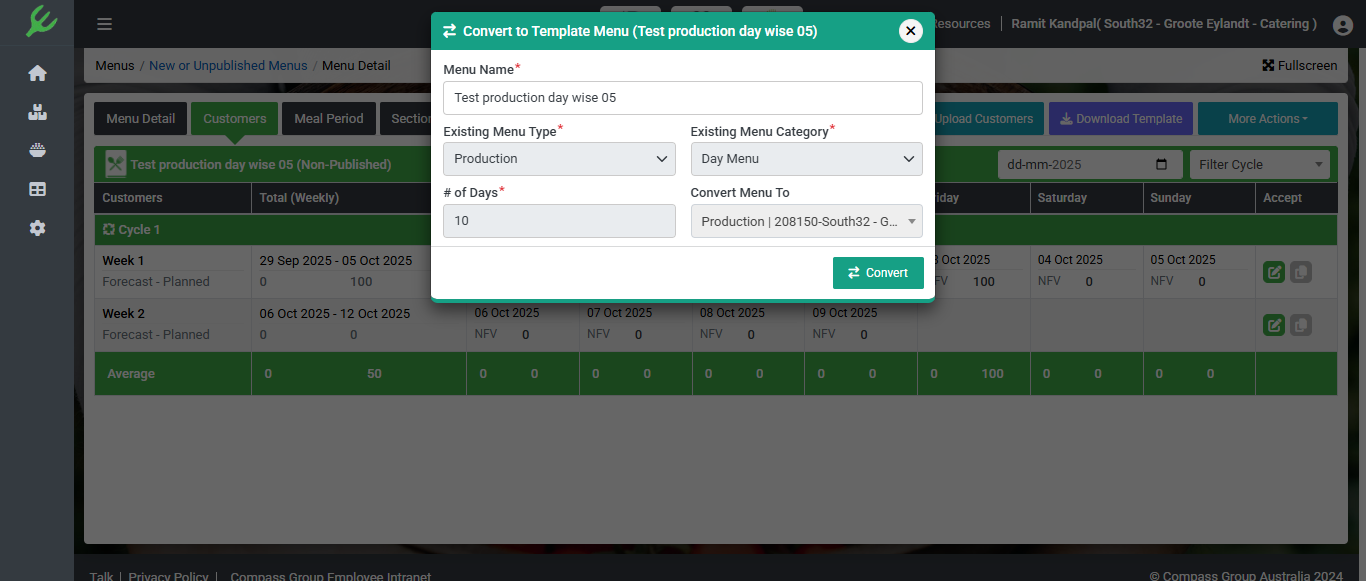 Resources | Ramit Kandpal( South32 - Groote Eylandt - Catering )
Convert to Template Menu (Test production day wise 05)
Menus / New or Unpublished Menus / Menu Detail
Fullscreen
Menu Name*
Test production day wise 05
Existing Menu Type*
Existing Menu Category*
Production
Day Menu
# of Days*
Convert Menu To
10
Production | 208150-South32 - G...
Convert
Menu Detail
Customers
Meal Period
Section
Upload Customers
Download Template
More Actions
Test production day wise 05 (Non-Published)
dd-mm-2025
Filter Cycle
Customers
Total (Weekly)
iday
Saturday
Sunday
Accept
Cycle 1
Week 1
29 Sep 2025 - 05 Oct 2025
3 Oct 2025
04 Oct 2025
05 Oct 2025
Forecast - Planned
0 100
FV 100
NFV 0
NFV 0
Week 2
06 Oct 2025 - 12 Oct 2025
06 Oct 2025
07 Oct 2025
08 Oct 2025
09 Oct 2025
Forecast - Planned
0 0
NFV 0
NFV 0
NFV 0
NFV 0
Average
0 50
0 0
0 0
0 0
0 0
0 100
0 0
0 0
Talk | Privacy Policy | Compass Group Employee Intranet
© Compass Group Australia 2024